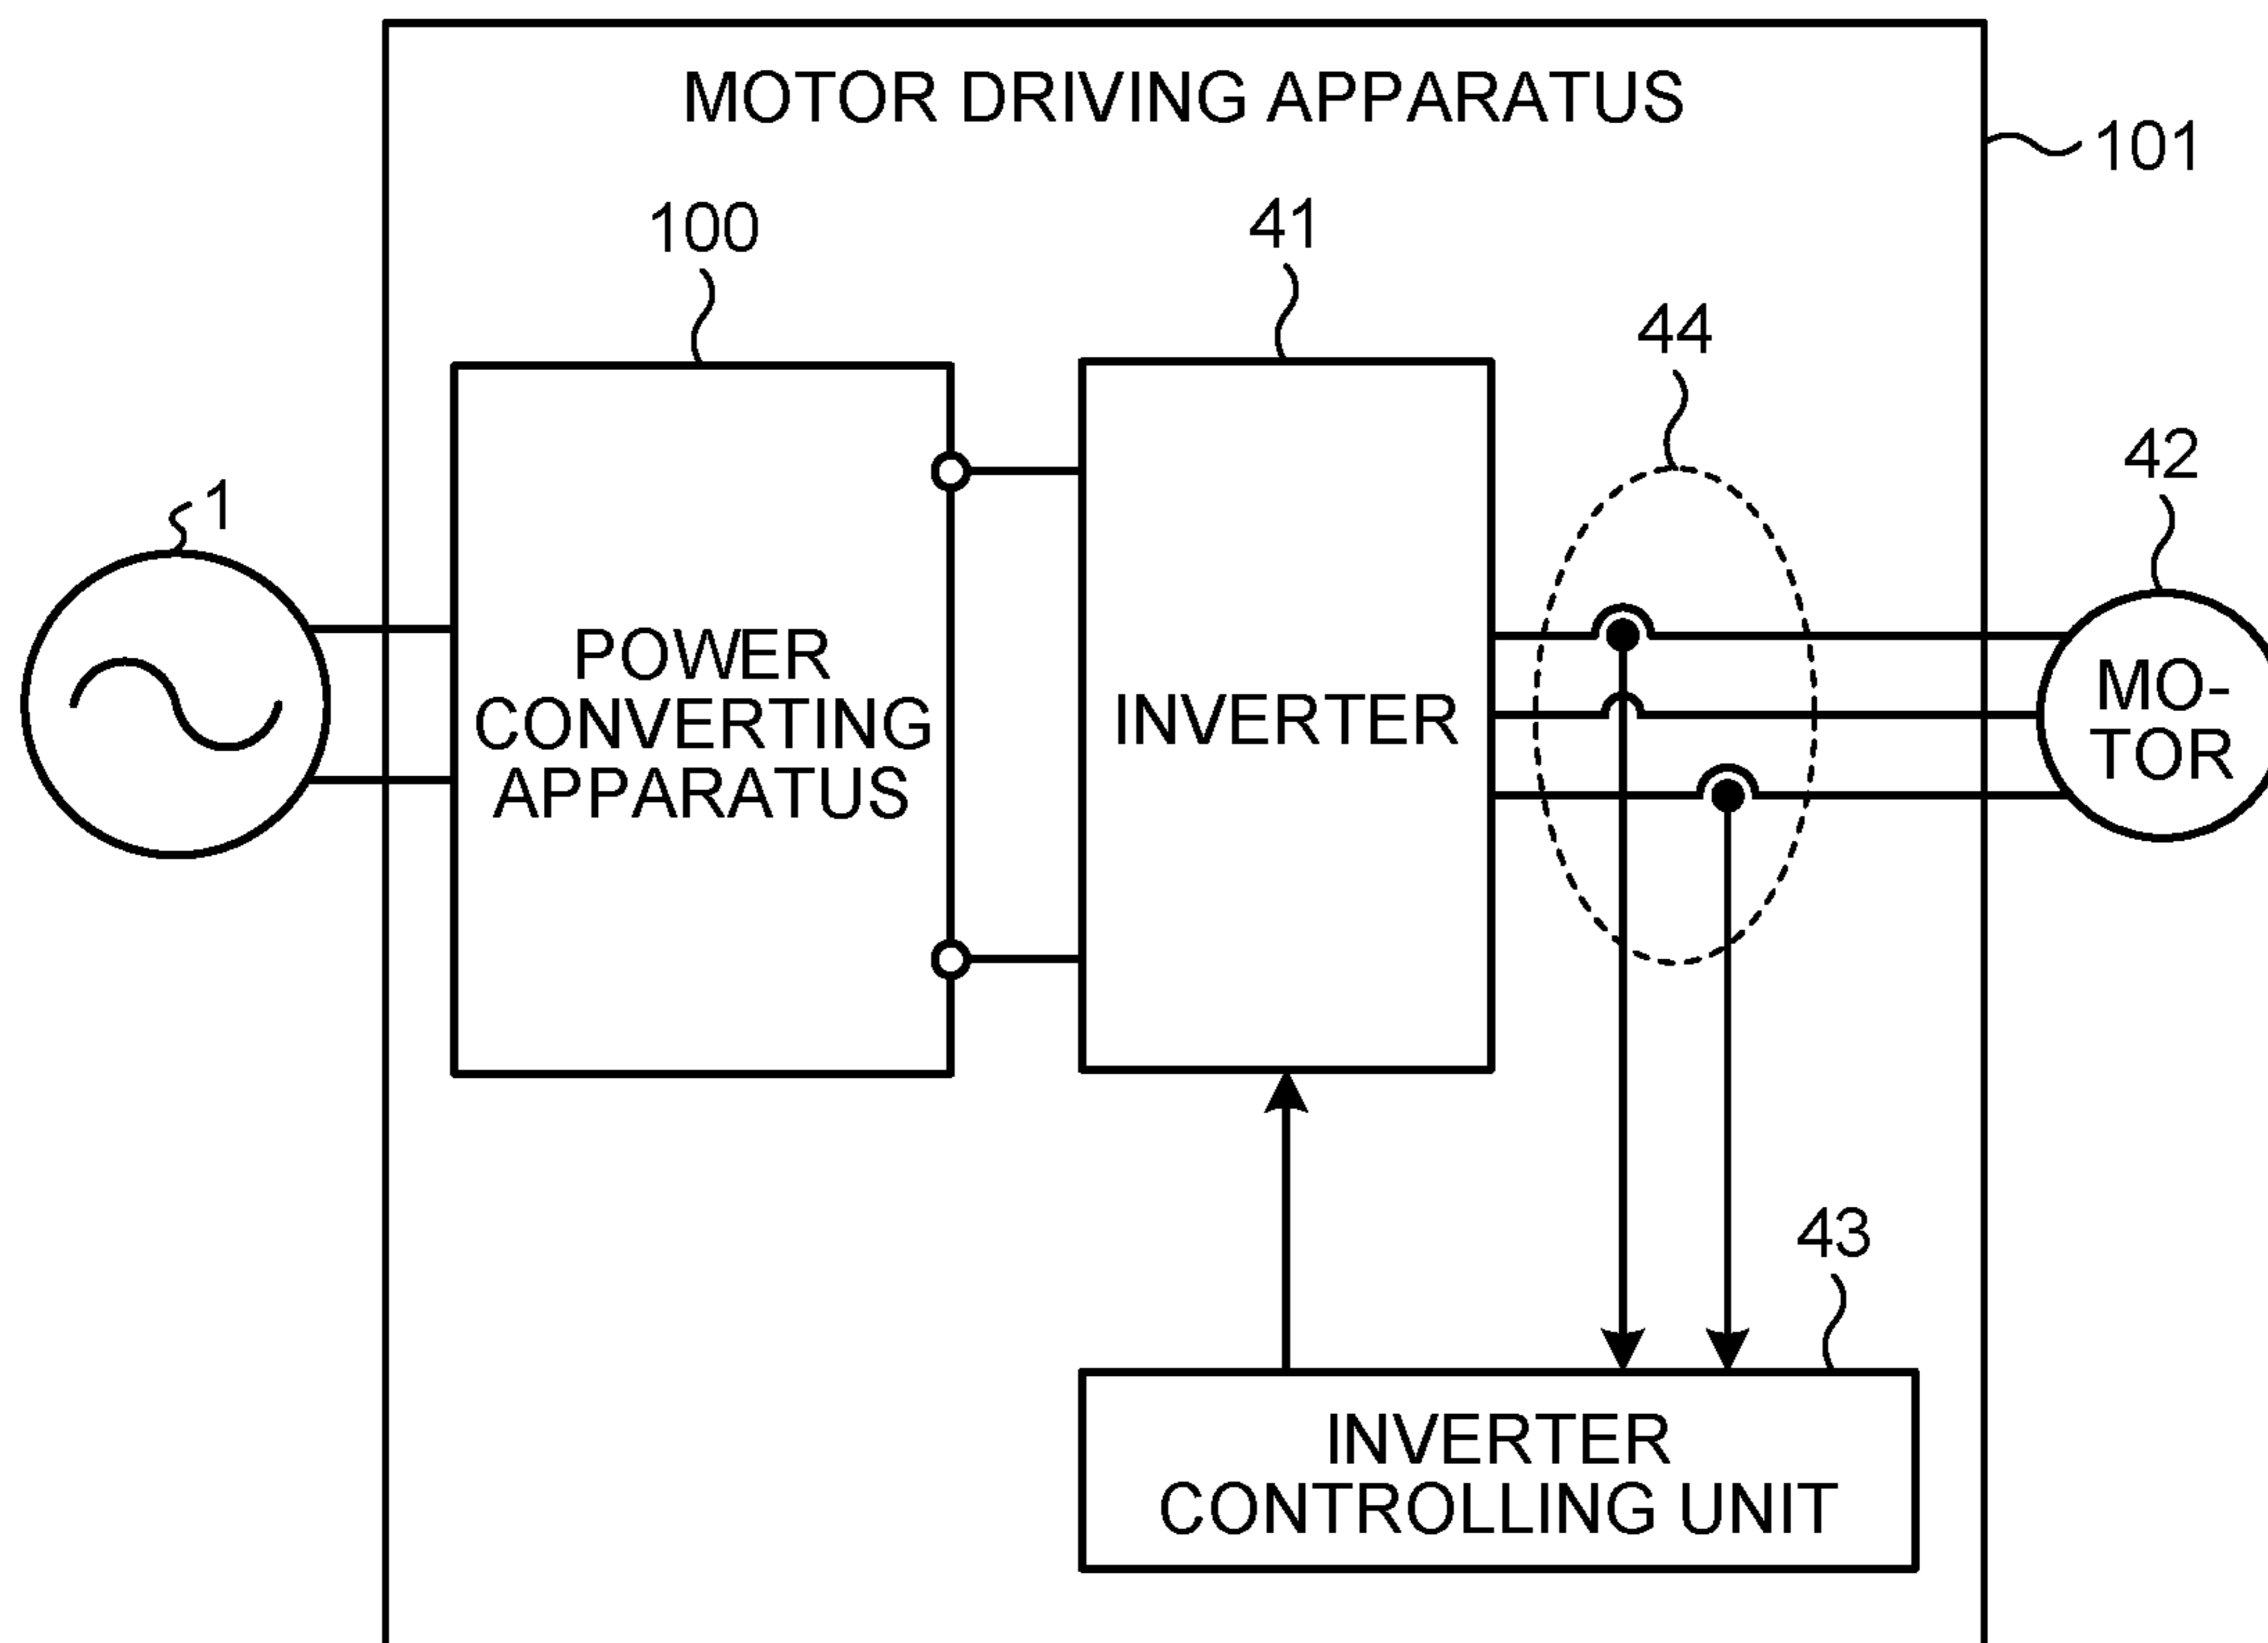 MOTOR DRIVING APPARATUS
101
100
41
44
42
1
POWER
CONVERTING
APPARATUS
INVERTER
MO-
TOR
43
INVERTER
CONTROLLING UNIT